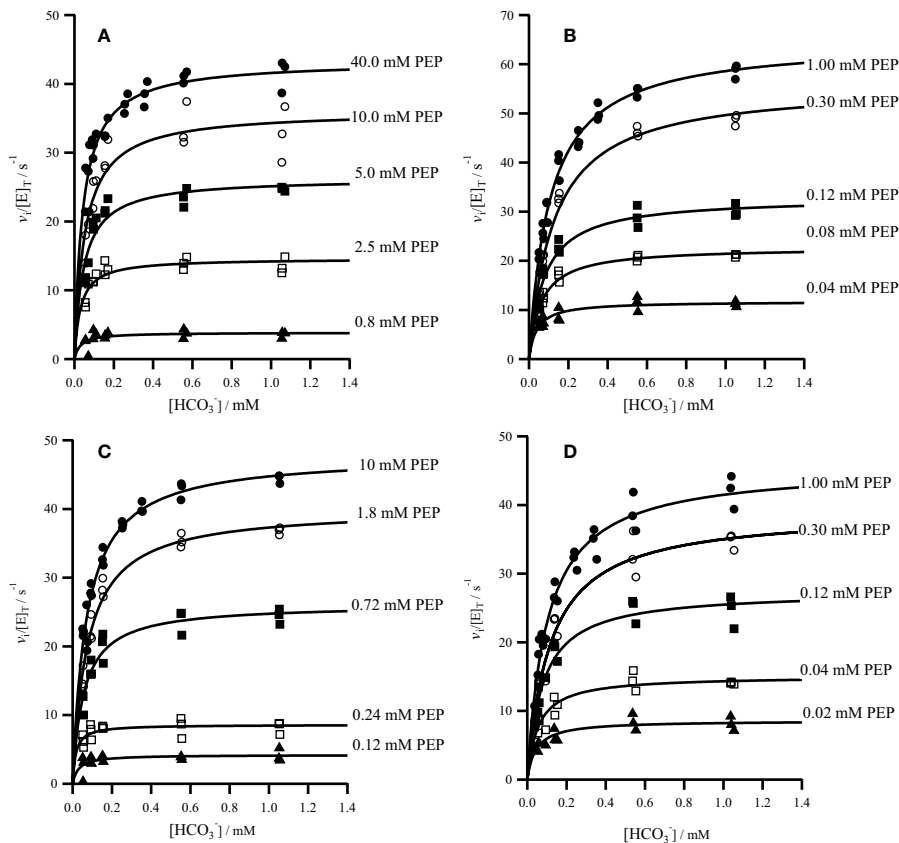 A
50
40
30
20
10
0
v_i/[E]_T / s⁻¹
40.0 mM PEP
10.0 mM PEP
5.0 mM PEP
2.5 mM PEP
0.8 mM PEP
0.0 0.2 0.4 0.6 0.8 1.0 1.2 1.4
[HCO₃⁻] / mM
B
70
60
50
40
30
20
10
0
v_i/[E]_T / s⁻¹
1.00 mM PEP
0.30 mM PEP
0.12 mM PEP
0.08 mM PEP
0.04 mM PEP
0.0 0.2 0.4 0.6 0.8 1.0 1.2 1.4
[HCO₃⁻] / mM
C
50
40
30
20
10
0
v_i/[E]_T / s⁻¹
10 mM PEP
1.8 mM PEP
0.72 mM PEP
0.24 mM PEP
0.12 mM PEP
0.0 0.2 0.4 0.6 0.8 1.0 1.2 1.4
[HCO₃⁻] / mM
D
50
40
30
20
10
0
v_i/[E]_T / s⁻¹
1.00 mM PEP
0.30 mM PEP
0.12 mM PEP
0.04 mM PEP
0.02 mM PEP
0.0 0.2 0.4 0.6 0.8 1.0 1.2 1.4
[HCO₃⁻] / mM